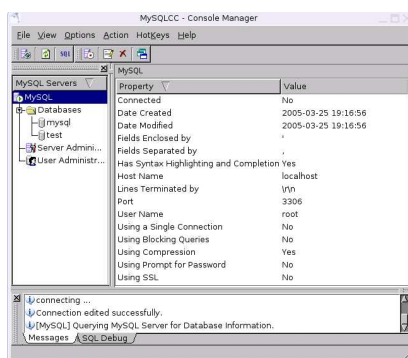 MySQLCC - Console Manager
File View Options Action HotKeys Help
SQL
MySQL Servers
MySQL
Databases
mysql
test
Server Admini...
User Administr...
MySQL
Property Value
Connected No
Date Created 2005-03-25 19:16:56
Date Modified 2005-03-25 19:16:56
Fields Enclosed by '
Fields Separated by ,
Has Syntax Highlighting and Completion Yes
Host Name localhost
Lines Terminated by \r\n
Port 3306
User Name root
Using a Single Connection No
Using Blocking Queries No
Using Compression Yes
Using Prompt for Password No
Using SSL No
connecting ...
Connection edited successfully.
[MySQL] Querying MySQL Server for Database Information.
Messages SQL Debug